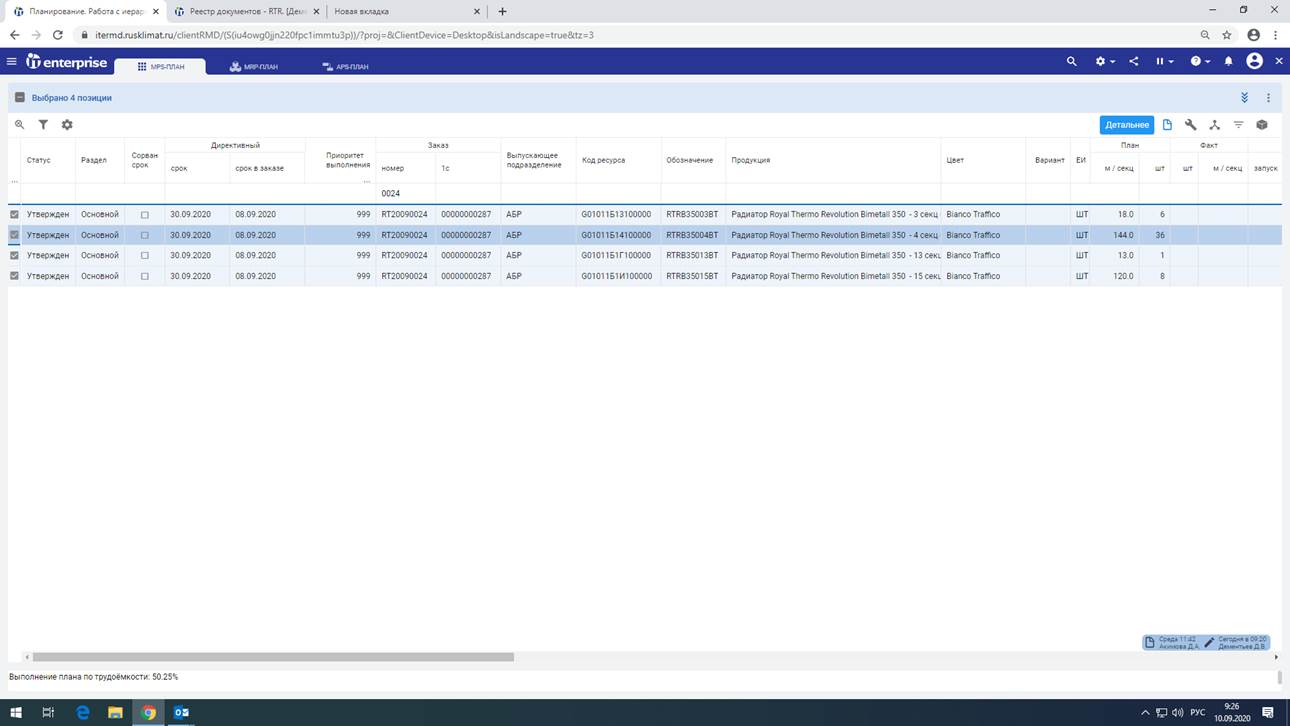 Планирование. Работа с иерар
Реестр документов - RTR. [Дем
Новая вкладка
itermd.rusklimat.ru/clientRMD/(S(iu4owg0jjn220fpc1immtu3p))/?proj=&ClientDevice=Desktop&isLandscape=true&tz=3
it enterprise
MPS-ПЛАН
MRP-ПЛАН
APS-ПЛАН
Выбрано 4 позиции
Детальнее
Директивный Заказ План Факт
Статус Раздел Сорван срок срок срок в заказе Приоритет выполнения номер 1с Выпускающее подразделение Код ресурса Обозначение Продукция Цвет Вариант ЕИ м / секц шт шт м / секц запуск
0024
Утвержден Основной 30.09.2020 08.09.2020 999 RT20090024 00000000287 АБР G01011Б13100000 RTRB35003BT Радиатор Royal Thermo Revolution Bimetall 350 - 3 секц Bianco Traffico ШТ 18.0 6
Утвержден Основной 30.09.2020 08.09.2020 999 RT20090024 00000000287 АБР G01011Б14100000 RTRB35004BT Радиатор Royal Thermo Revolution Bimetall 350 - 4 секц Bianco Traffico ШТ 144.0 36
Утвержден Основной 30.09.2020 08.09.2020 999 RT20090024 00000000287 АБР G01011Б1Г100000 RTRB35013BT Радиатор Royal Thermo Revolution Bimetall 350 - 13 секц Bianco Traffico ШТ 13.0 1
Утвержден Основной 30.09.2020 08.09.2020 999 RT20090024 00000000287 АБР G01011Б1И100000 RTRB35015BT Радиатор Royal Thermo Revolution Bimetall 350 - 15 секц Bianco Traffico ШТ 120.0 8
Среда 11:42 Сегодня в 09:20
Акимова Д.А. Дементьев Д.В.
Выполнение плана по трудоёмкости: 50.25%
РУС
9:26
10.09.2020